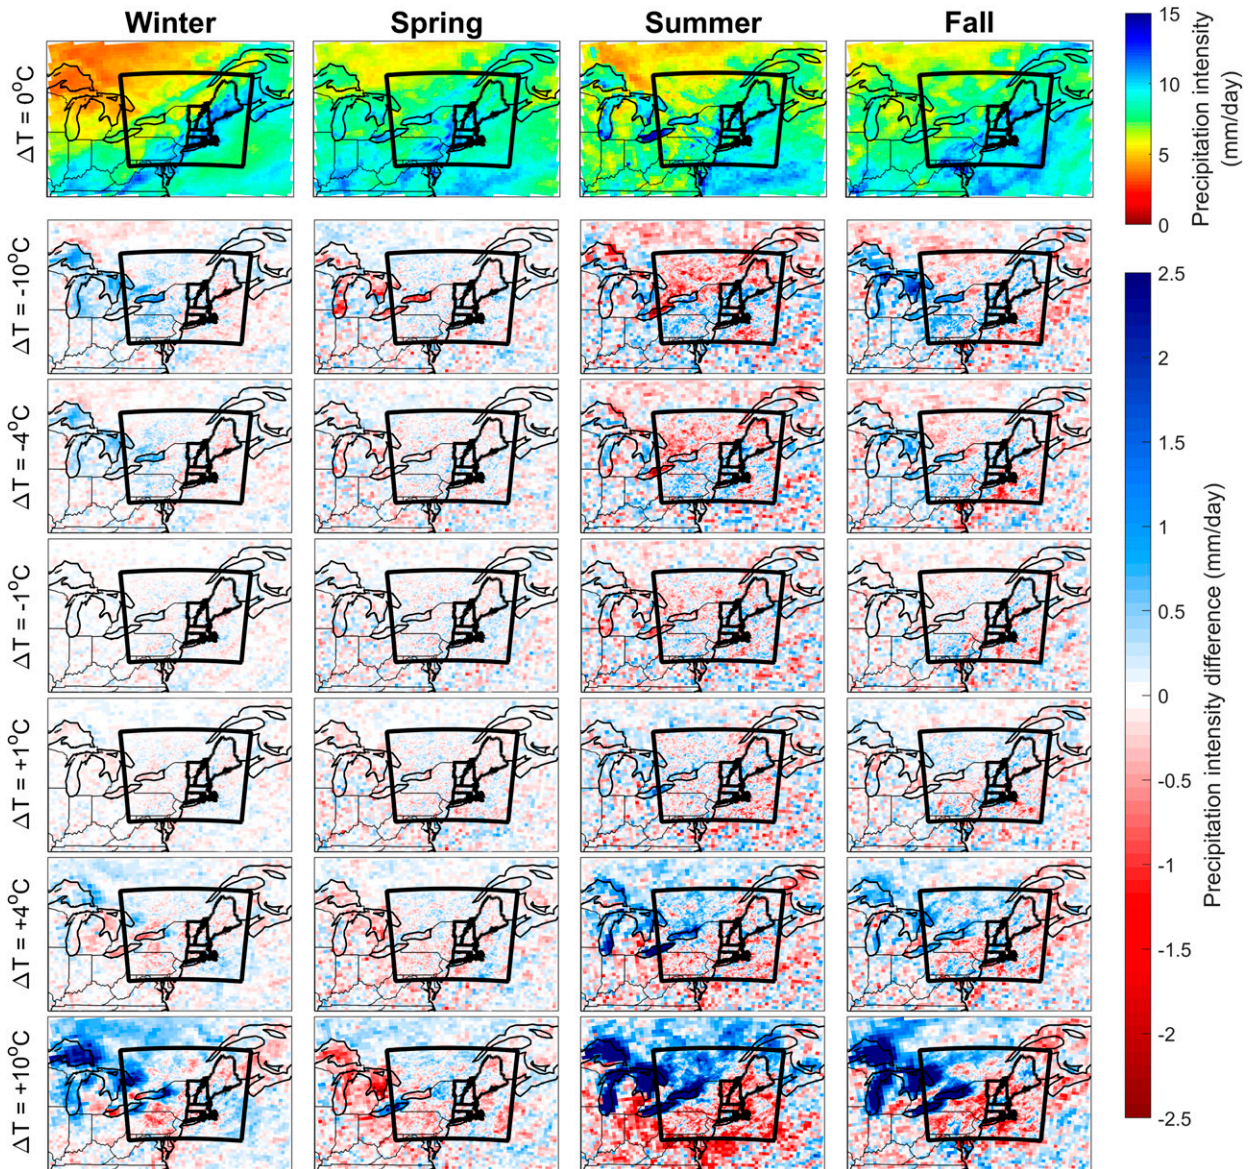 Winter Spring Summer Fall
ΔT = 0°C
ΔT = -10°C
ΔT = -4°C
ΔT = -1°C
ΔT = +1°C
ΔT = +4°C
ΔT = +10°C
15
10
5
0
Precipitation intensity
(mm/day)
2.5
2
1.5
1
0.5
0
-0.5
-1
-1.5
-2
-2.5
Precipitation intensity difference (mm/day)